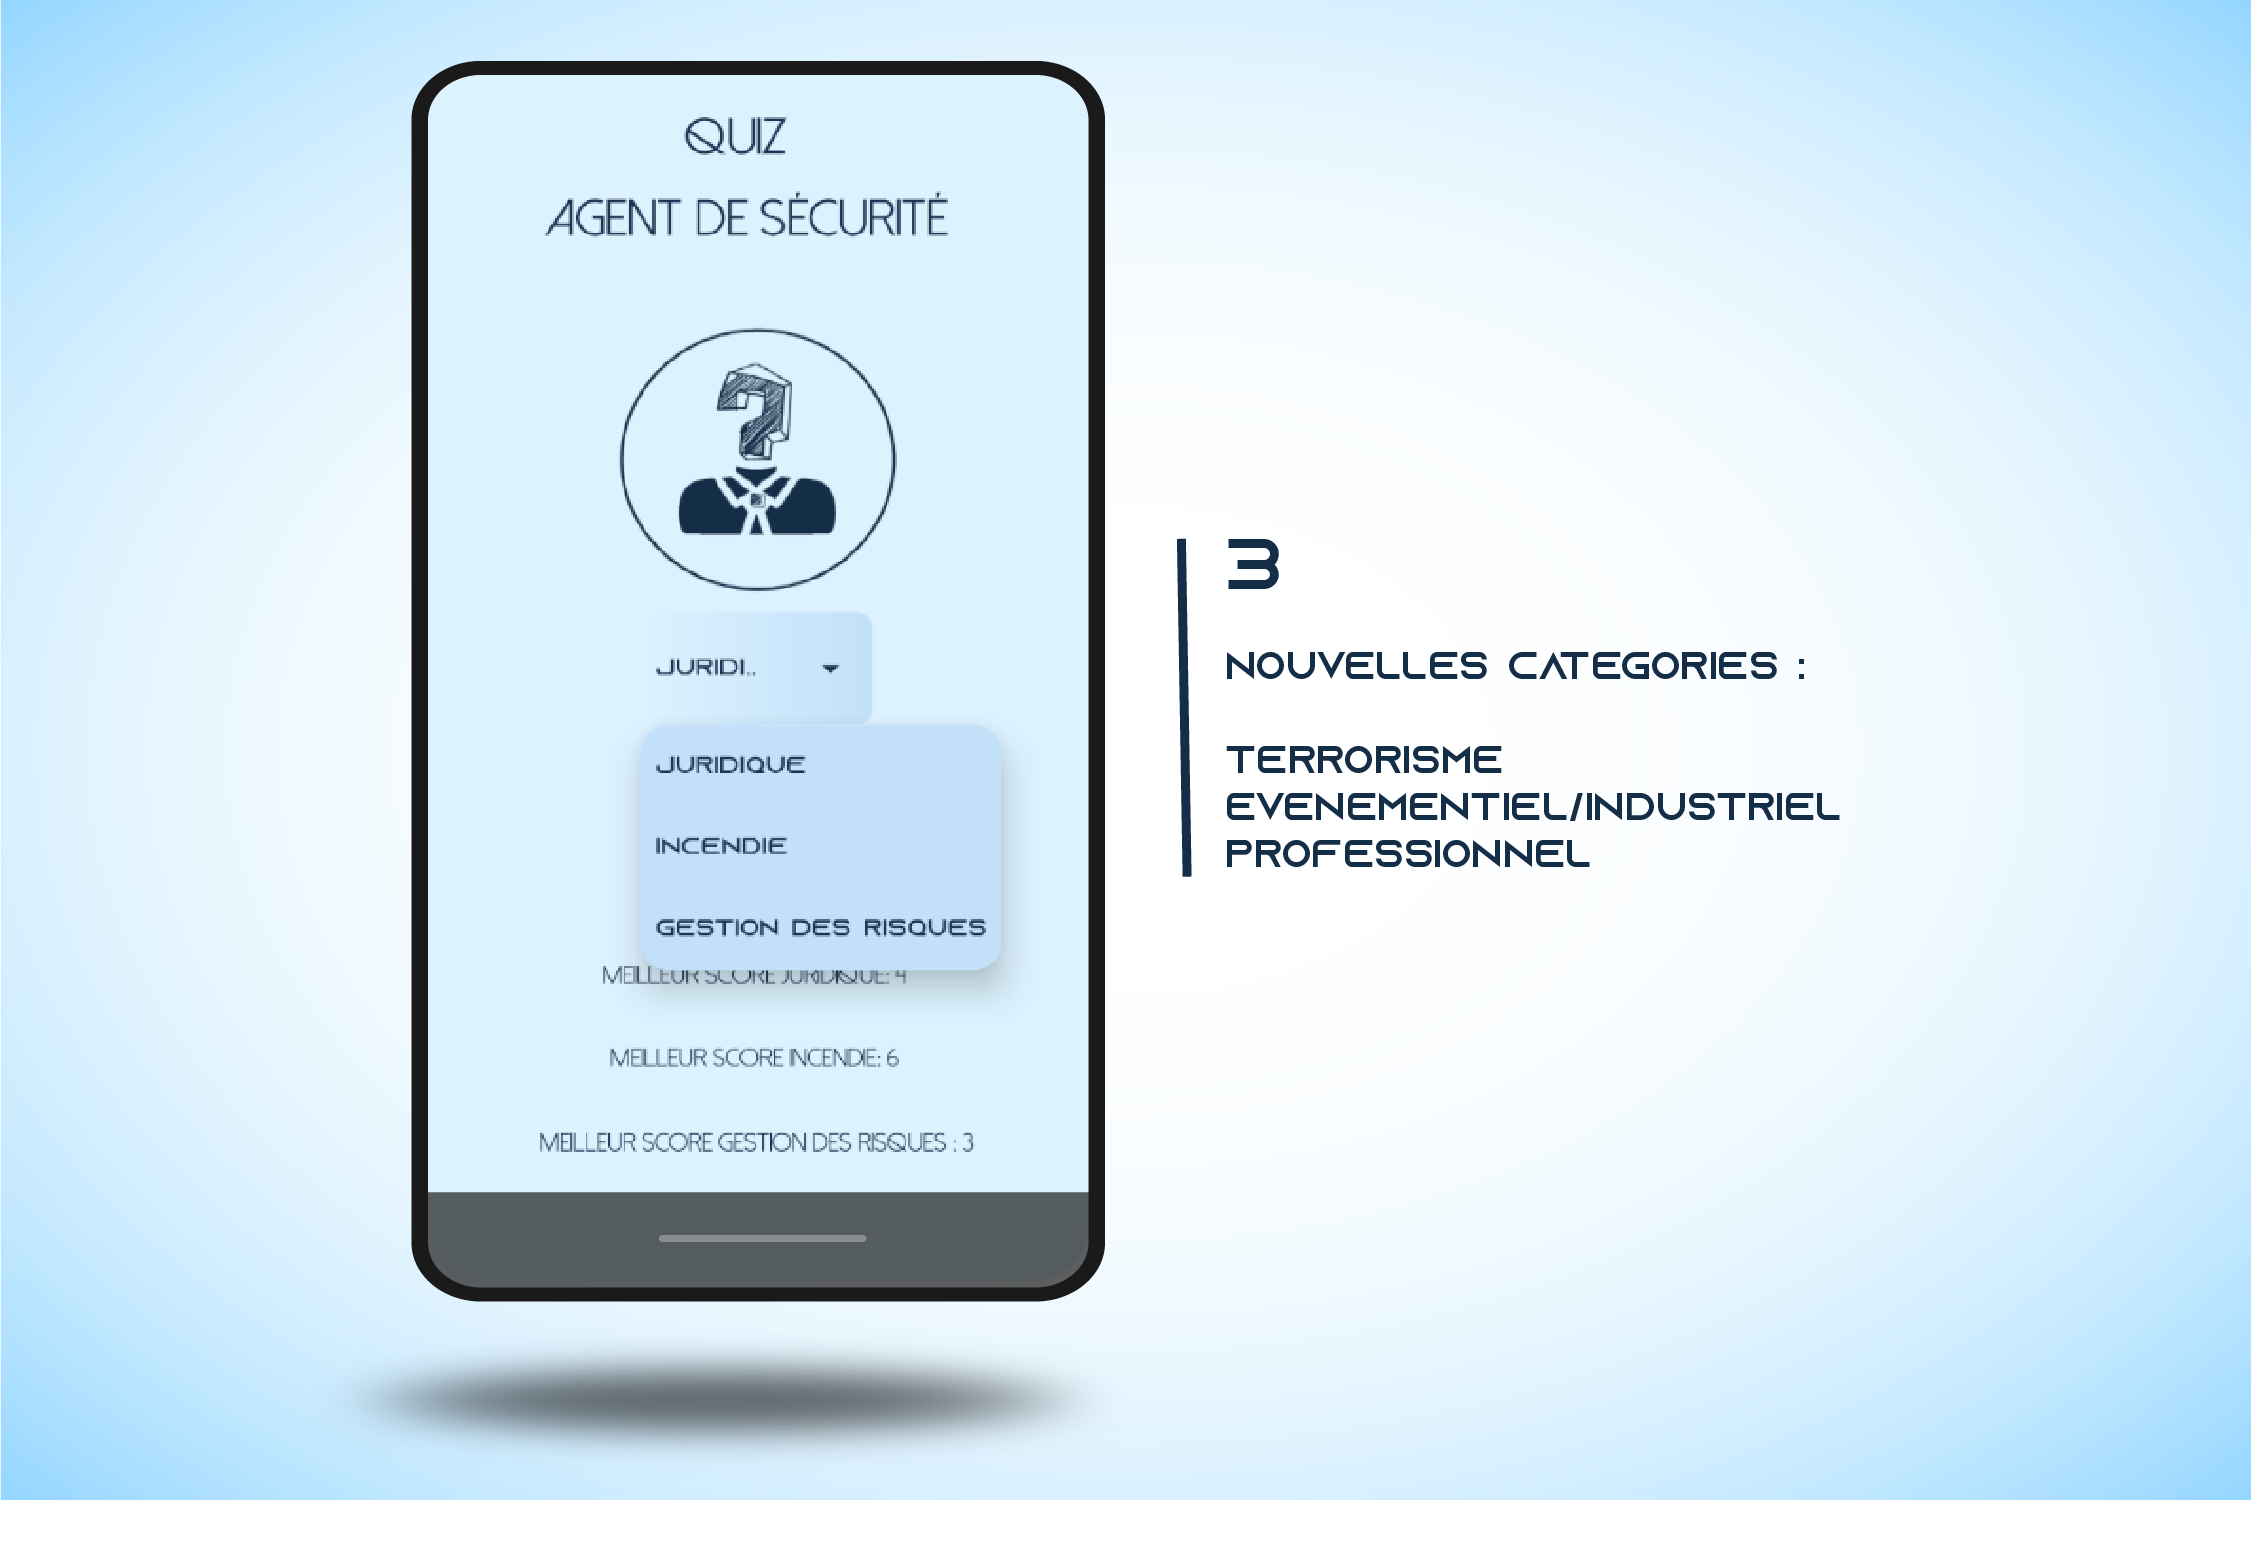 QUIZ
AGENT DE SÉCURITÉ
JURIDI..
JURIDIQUE
INCENDIE
GESTION DES RISQUES
MEILLEUR SCORE JURIDIQUE: 4
MEILLEUR SCORE INCENDIE: 6
MEILLEUR SCORE GESTION DES RISQUES : 3
3
NOUVELLES CATEGORIES :
TERRORISME
EVENEMENTIEL/INDUSTRIEL
PROFESSIONNEL